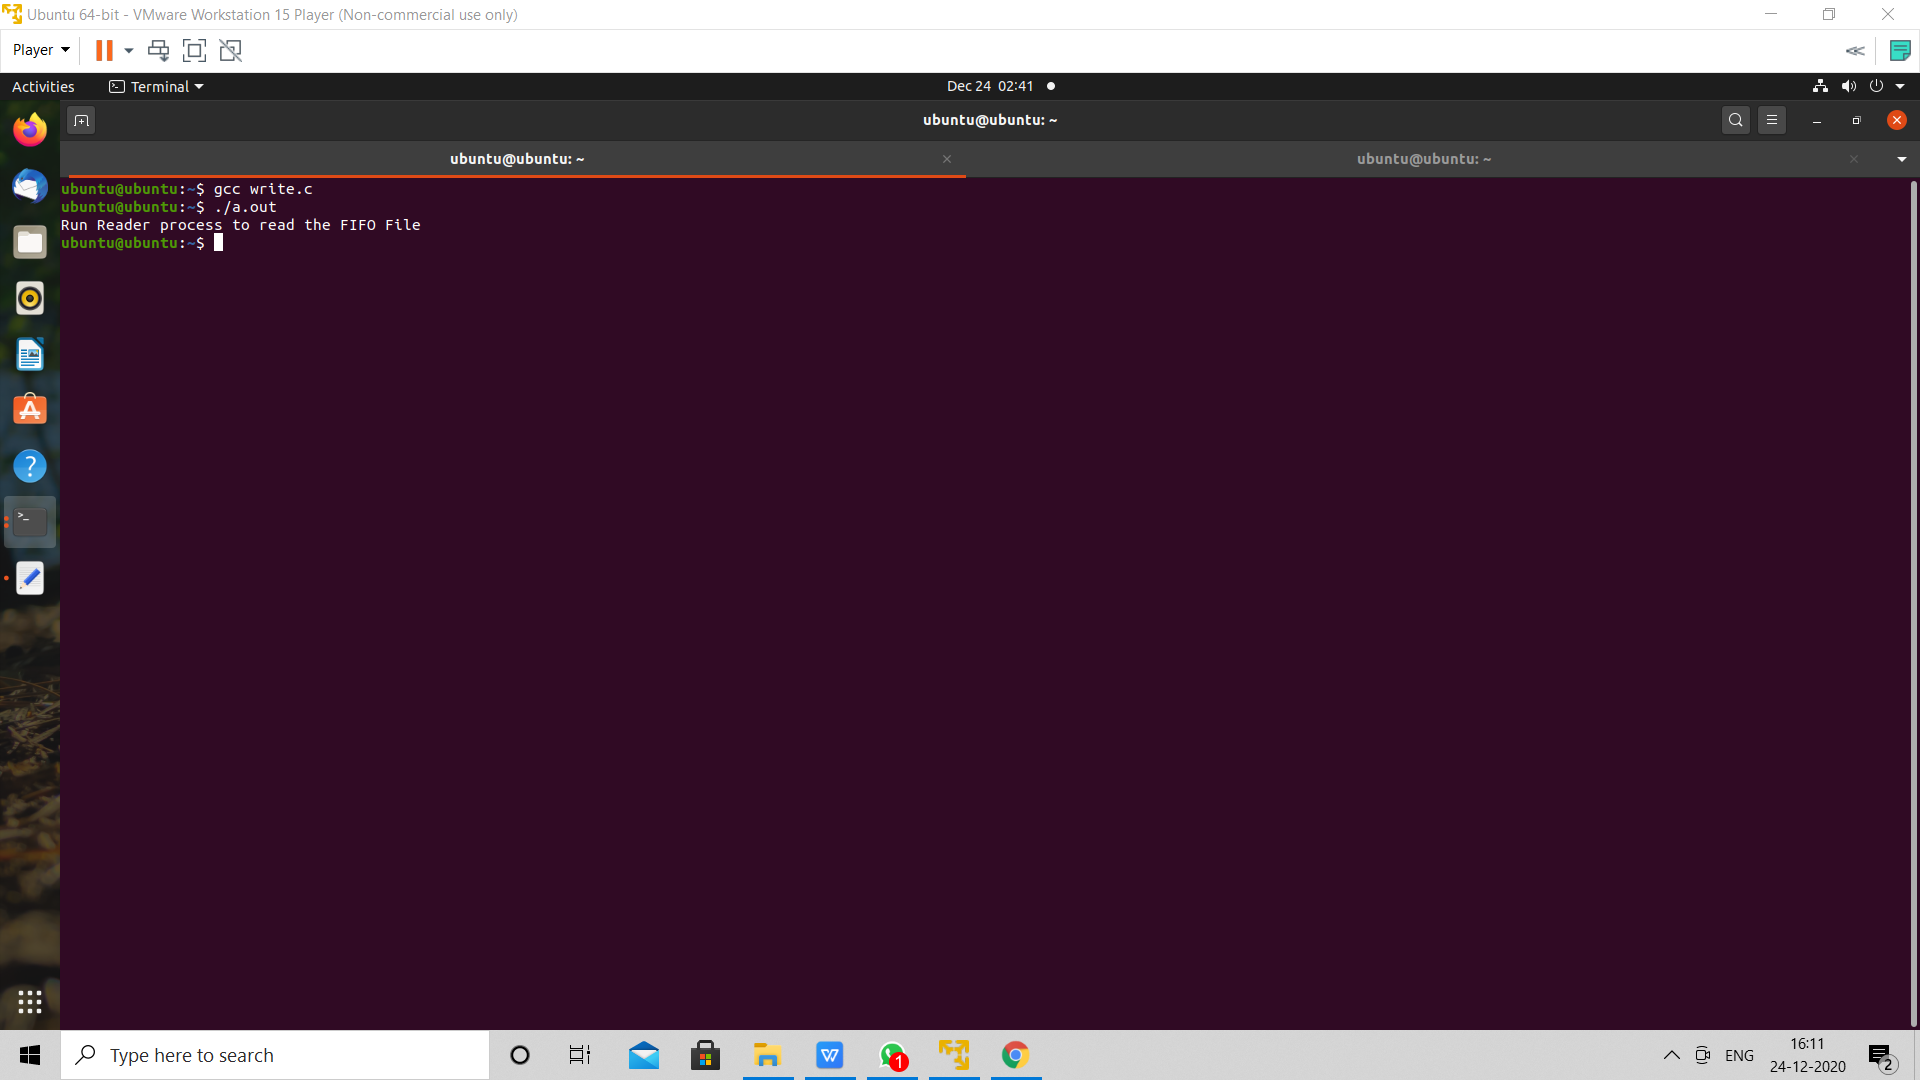 Ubuntu 64-bit - VMware Workstation 15 Player (Non-commercial use only)
Player
Activities Terminal Dec 24 02:41
ubuntu@ubuntu: ~
ubuntu@ubuntu: ~ ubuntu@ubuntu: ~
ubuntu@ubuntu:~$ gcc write.c
ubuntu@ubuntu:~$ ./a.out
Run Reader process to read the FIFO File
ubuntu@ubuntu:~$
Type here to search
1
ENG
16:11
24-12-2020
2